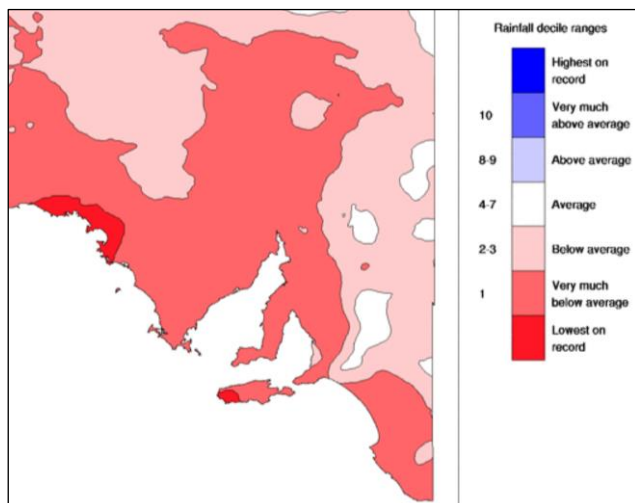 Rainfall decile ranges
Highest on
record
10
Very much
above average
8-9
Above average
4-7
Average
2-3
Below average
1
Very much
below average
Lowest on
record